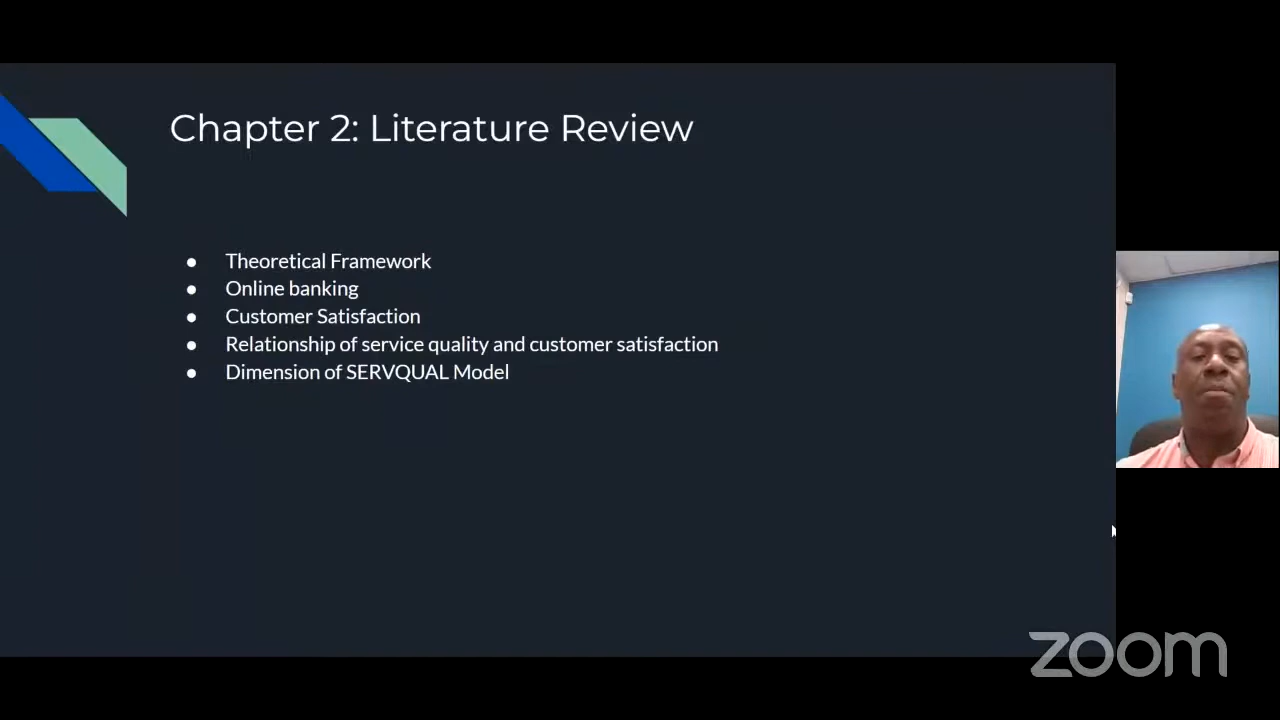 Chapter 2: Literature Review
● Theoretical Framework
● Online banking
● Customer Satisfaction
● Relationship of service quality and customer satisfaction
● Dimension of SERVQUAL Model
zoom